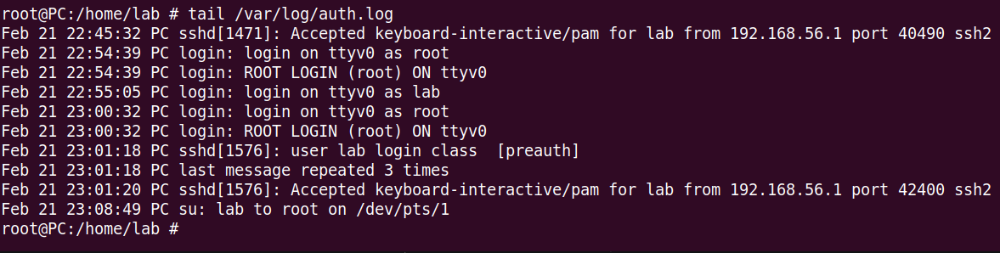 root@PC:/home/lab # tail /var/log/auth.log
Feb 21 22:45:32 PC sshd[1471]: Accepted keyboard-interactive/pam for lab from 192.168.56.1 port 40490 ssh2
Feb 21 22:54:39 PC login: login on ttyv0 as root
Feb 21 22:54:39 PC login: ROOT LOGIN (root) ON ttyv0
Feb 21 22:55:05 PC login: login on ttyv0 as lab
Feb 21 23:00:32 PC login: login on ttyv0 as root
Feb 21 23:00:32 PC login: ROOT LOGIN (root) ON ttyv0
Feb 21 23:01:18 PC sshd[1576]: user lab login class  [preauth]
Feb 21 23:01:18 PC last message repeated 3 times
Feb 21 23:01:20 PC sshd[1576]: Accepted keyboard-interactive/pam for lab from 192.168.56.1 port 42400 ssh2
Feb 21 23:08:49 PC su: lab to root on /dev/pts/1
root@PC:/home/lab #